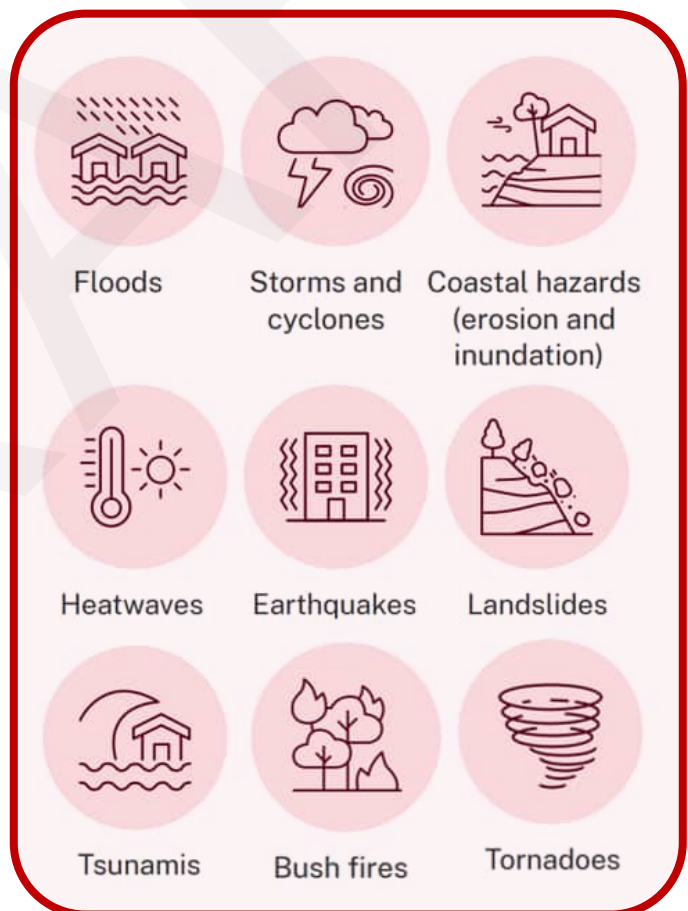 Floods
Storms and
cyclones
Coastal hazards
(erosion and
inundation)
Heatwaves
Earthquakes
Landslides
Tsunamis
Bush fires
Tornadoes